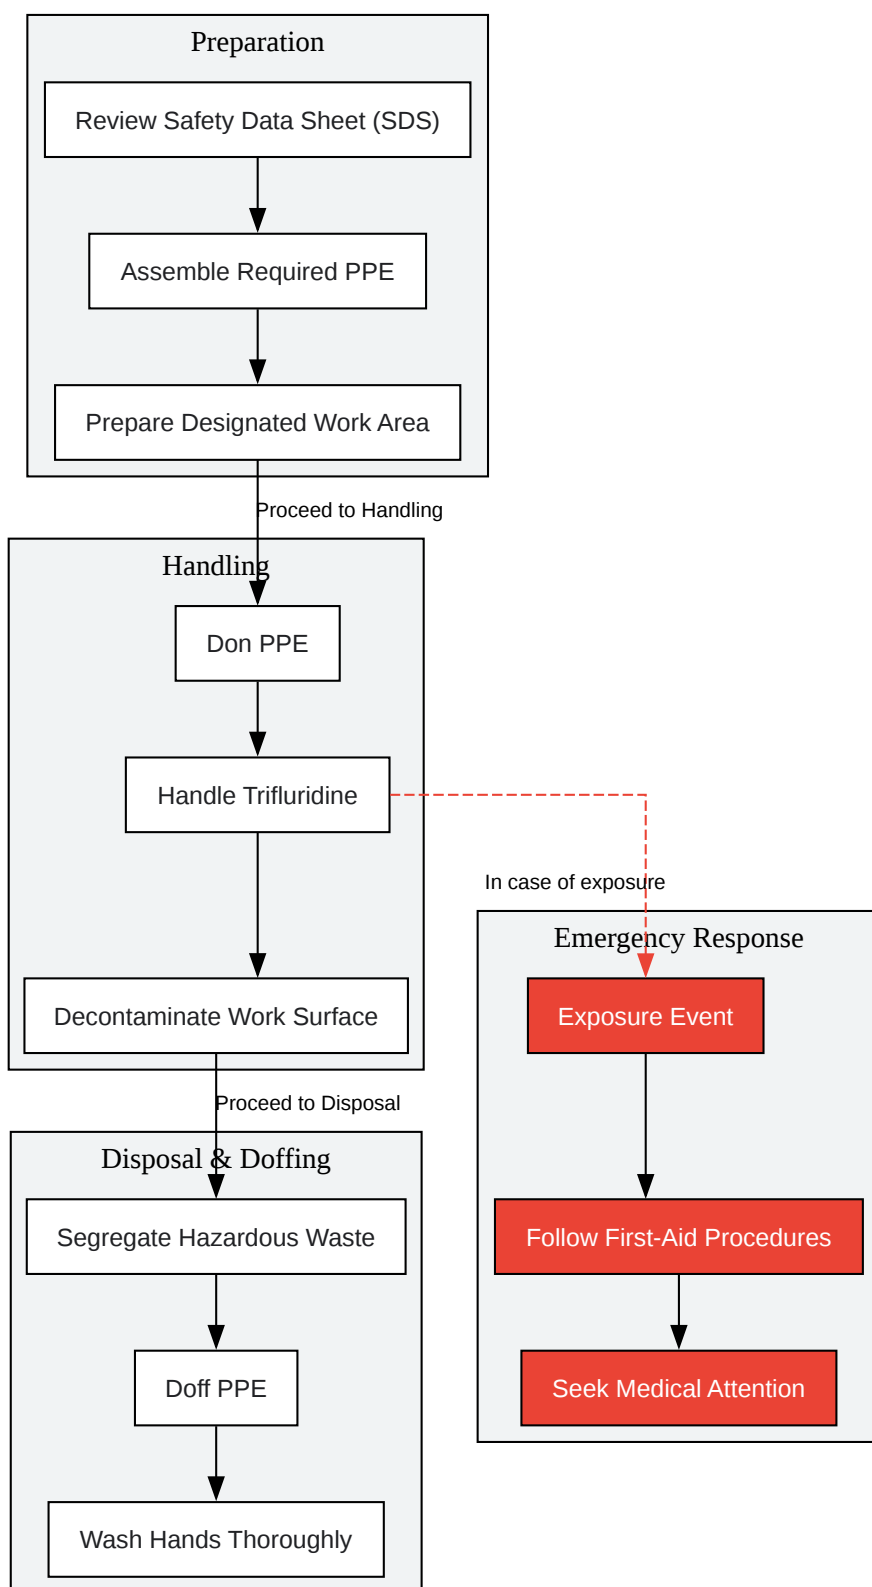 Preparation
Review Safety Data Sheet (SDS)
Assemble Required PPE
Prepare Designated Work Area
Proceed to Handling
Handling
Don PPE
Handle Trifluridine
In case of exposure
Emergency Response
Exposure Event
Decontaminate Work Surface
Proceed to Disposal
Disposal & Doffing
Segregate Hazardous Waste
Follow First-Aid Procedures
Doff PPE
Seek Medical Attention
Wash Hands Thoroughly